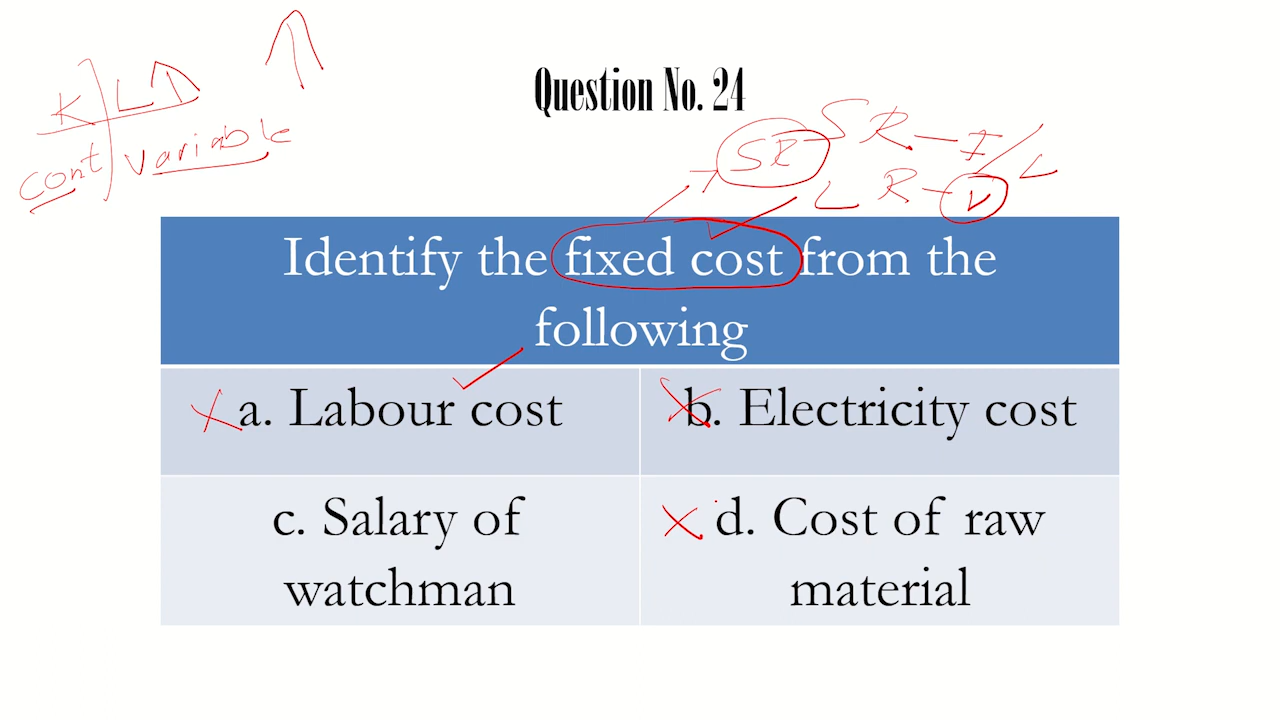 Question No. 24
K L
cont variable
SR
SR – F/L
L R – V
Identify the fixed cost from the
following
a. Labour cost
b. Electricity cost
c. Salary of
watchman
d. Cost of raw
material